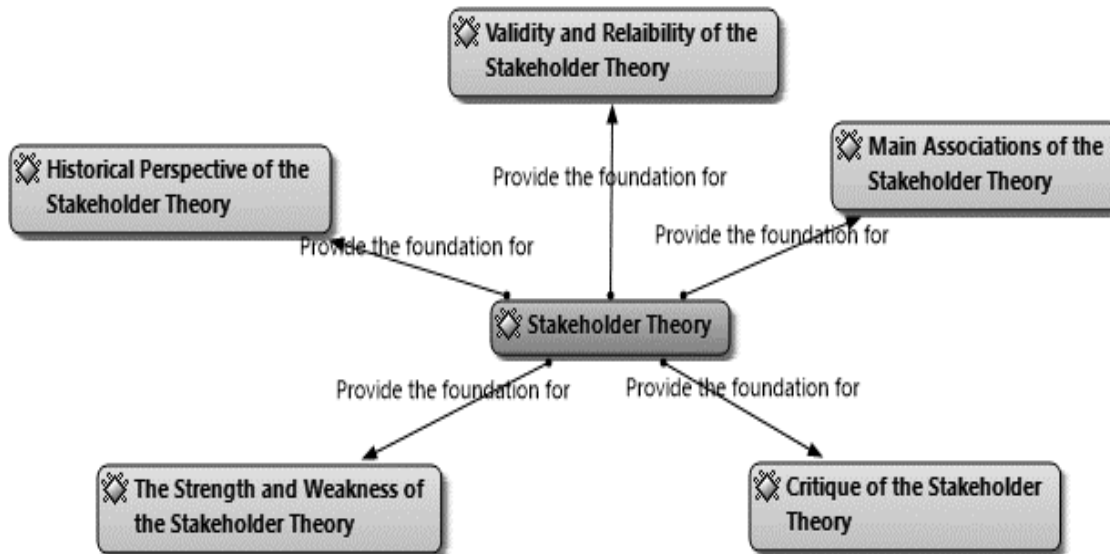 Validity and Relaibility of the
Stakeholder Theory
Historical Perspective of the
Stakeholder Theory
Main Associations of the
Stakeholder Theory
Provide the foundation for
Provide the foundation for
Provide the foundation for
Stakeholder Theory
Provide the foundation for
Provide the foundation for
The Strength and Weakness of
the Stakeholder Theory
Critique of the Stakeholder
Theory